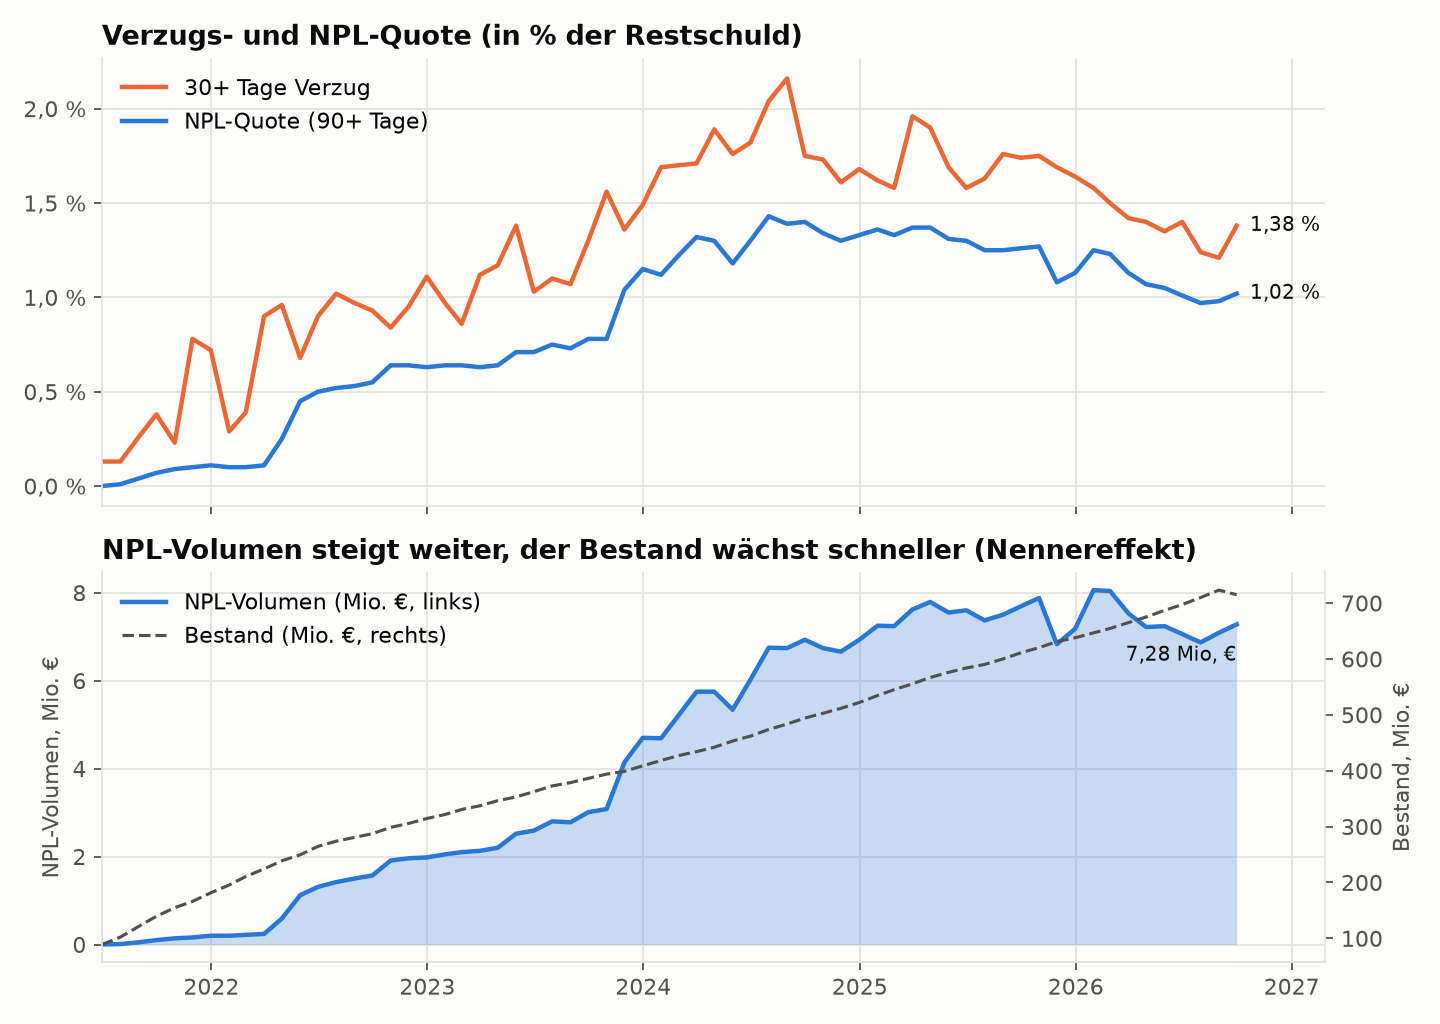 Verzugs- und NPL-Quote (in % der Restschuld)
30+ Tage Verzug
NPL-Quote (90+ Tage)
2,0 %
1,5 %
1,0 %
0,5 %
0,0 %
1,38 %
1,02 %
NPL-Volumen steigt weiter, der Bestand wächst schneller (Nennereffekt)
NPL-Volumen (Mio. €, links)
Bestand (Mio. €, rechts)
NPL-Volumen, Mio. €
8
6
4
2
0
7,28 Mio, €
700
600
500
400
300
200
100
Bestand, Mio. €
2022 2023 2024 2025 2026 2027